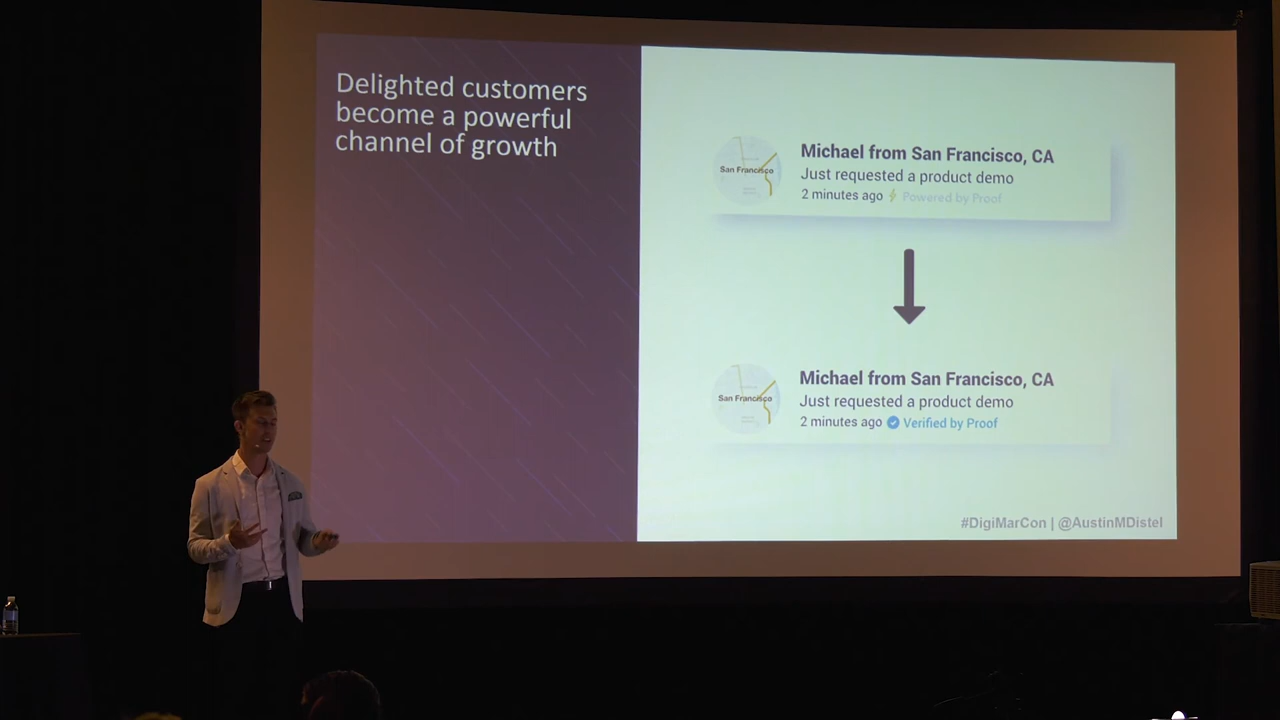 Delighted customers
become a powerful
channel of growth
San Francisco
Michael from San Francisco, CA
Just requested a product demo
2 minutes ago Powered by Proof
San Francisco
Michael from San Francisco, CA
Just requested a product demo
2 minutes ago Verified by Proof
#DigiMarCon | @AustinMDistel